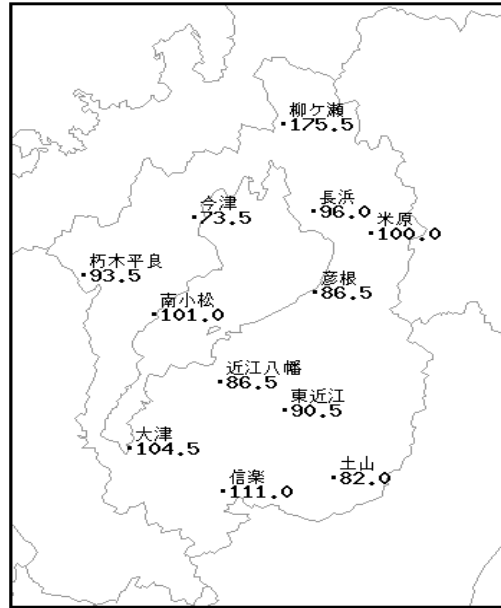 柳ケ瀬
175.5
今津
73.5
長浜
96.0
米原
100.0
朽木平良
93.5
南小松
101.0
彦根
86.5
近江八幡
86.5
東近江
90.5
大津
104.5
信楽
111.0
土山
82.0